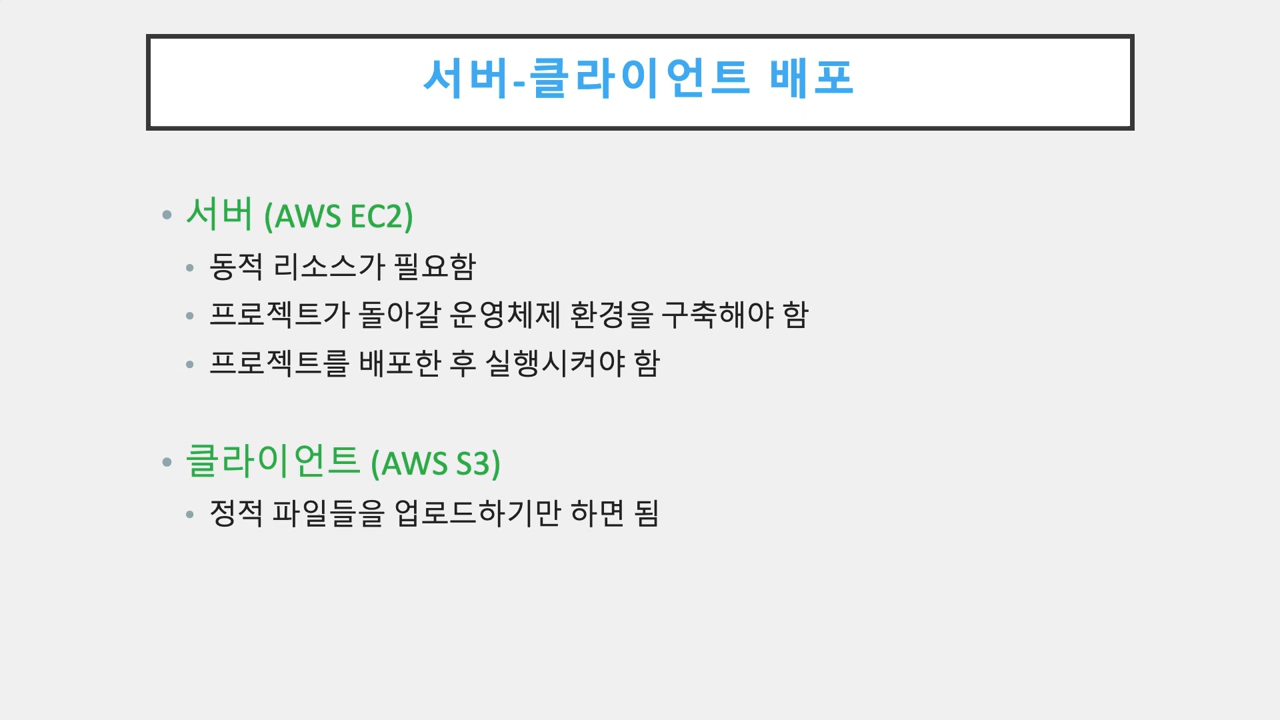 서버-클라이언트 배포
• 서버 (AWS EC2)
• 동적 리소스가 필요함
• 프로젝트가 돌아갈 운영체제 환경을 구축해야 함
• 프로젝트를 배포한 후 실행시켜야 함
• 클라이언트 (AWS S3)
• 정적 파일들을 업로드하기만 하면 됨